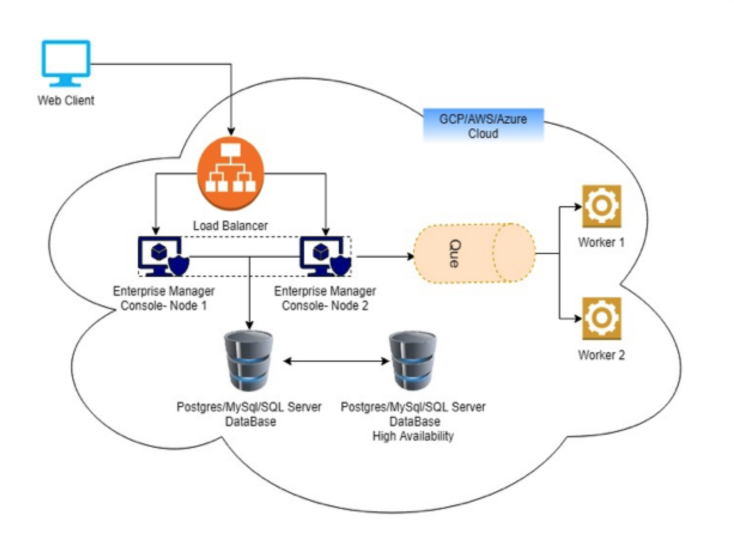 Web Client
GCP/AWS/Azure
Cloud
Load Balancer
Enterprise Manager
Console- Node 1
Enterprise Manager
Console- Node 2
Que
Worker 1
Worker 2
Postgres/MySql/SQL Server
DataBase
Postgres/MySql/SQL Server
DataBase
High Availability